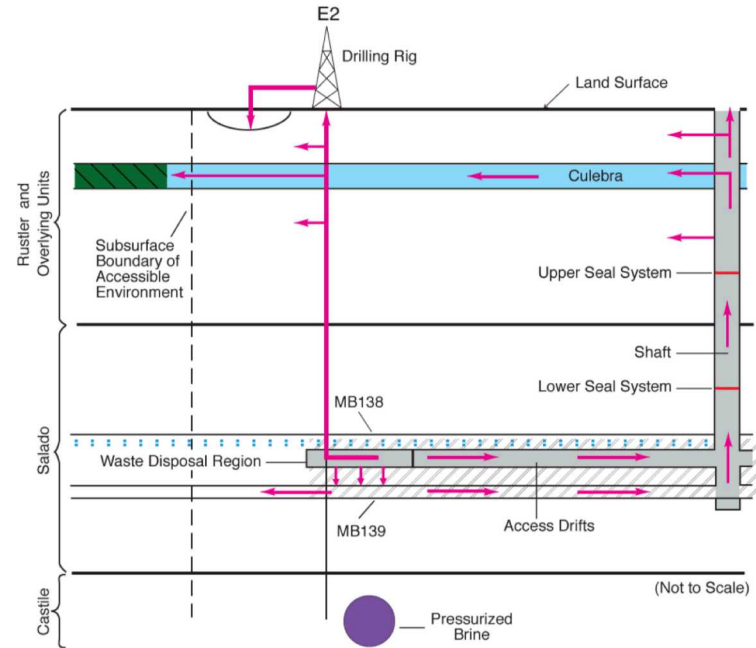 E2
Drilling Rig
Land Surface
Rustler and
Overlying Units
Culebra
Subsurface
Boundary of
Accessible
Environment
Upper Seal System
Shaft
Lower Seal System
Salado
MB138
Waste Disposal Region
MB139
Access Drifts
(Not to Scale)
Castile
Pressurized
Brine